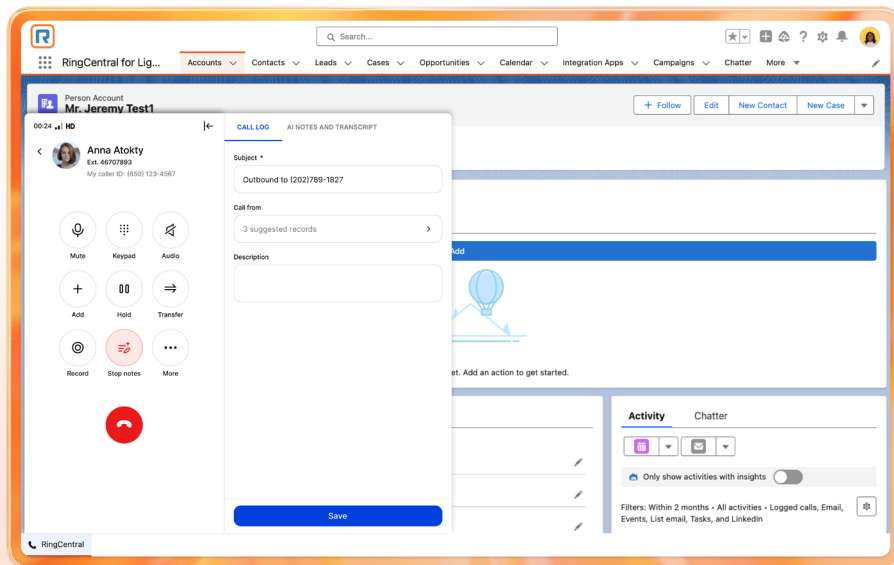 Search...
RingCentral for Lig...
Accounts
Contacts
Leads
Cases
Opportunities
Calendar
Integration Apps
Campaigns
Chatter
More
Person Account
Mr. Jeremy Test1
+ Follow
Edit
New Contact
New Case
00:24
HD
Anna Atokty
Ext. 46707893
My caller ID: (650) 123-4567
Mute
Keypad
Audio
Add
Hold
Transfer
Record
Stop notes
More
CALL LOG
AI NOTES AND TRANSCRIPT
Subject *
Outbound to (202)789-1827
Call from
3 suggested records
Description
Save
Add
et. Add an action to get started.
Activity
Chatter
Only show activities with insights
Filters: Within 2 months • All activities • Logged calls, Email,
Events, List email, Tasks, and LinkedIn
RingCentral